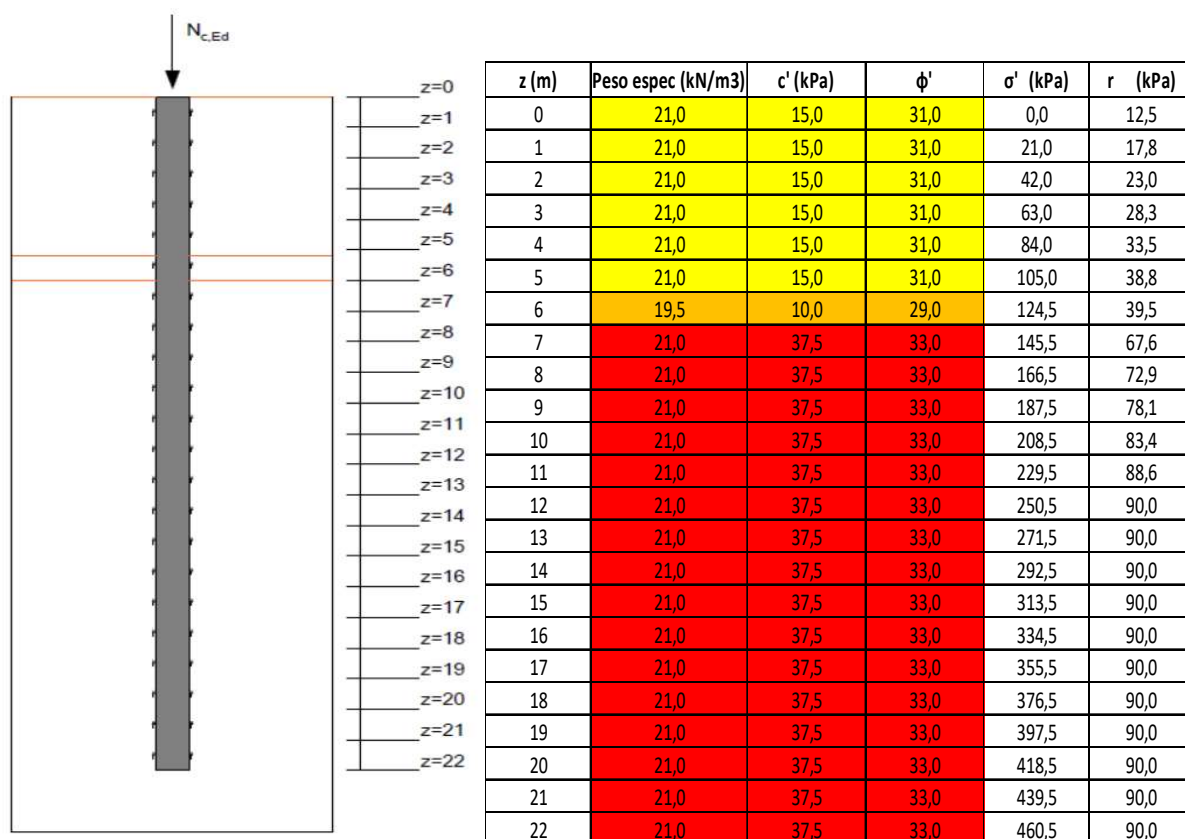 N c,Ed
z=0
z=1
z=2
z=3
z=4
z=5
z=6
z=7
z=8
z=9
z=10
z=11
z=12
z=13
z=14
z=15
z=16
z=17
z=18
z=19
z=20
z=21
z=22
z (m) Peso espec (kN/m3) c' (kPa) ϕ' σ' (kPa) r (kPa)
0 21,0 15,0 31,0 0,0 12,5
1 21,0 15,0 31,0 21,0 17,8
2 21,0 15,0 31,0 42,0 23,0
3 21,0 15,0 31,0 63,0 28,3
4 21,0 15,0 31,0 84,0 33,5
5 21,0 15,0 31,0 105,0 38,8
6 19,5 10,0 29,0 124,5 39,5
7 21,0 37,5 33,0 145,5 67,6
8 21,0 37,5 33,0 166,5 72,9
9 21,0 37,5 33,0 187,5 78,1
10 21,0 37,5 33,0 208,5 83,4
11 21,0 37,5 33,0 229,5 88,6
12 21,0 37,5 33,0 250,5 90,0
13 21,0 37,5 33,0 271,5 90,0
14 21,0 37,5 33,0 292,5 90,0
15 21,0 37,5 33,0 313,5 90,0
16 21,0 37,5 33,0 334,5 90,0
17 21,0 37,5 33,0 355,5 90,0
18 21,0 37,5 33,0 376,5 90,0
19 21,0 37,5 33,0 397,5 90,0
20 21,0 37,5 33,0 418,5 90,0
21 21,0 37,5 33,0 439,5 90,0
22 21,0 37,5 33,0 460,5 90,0